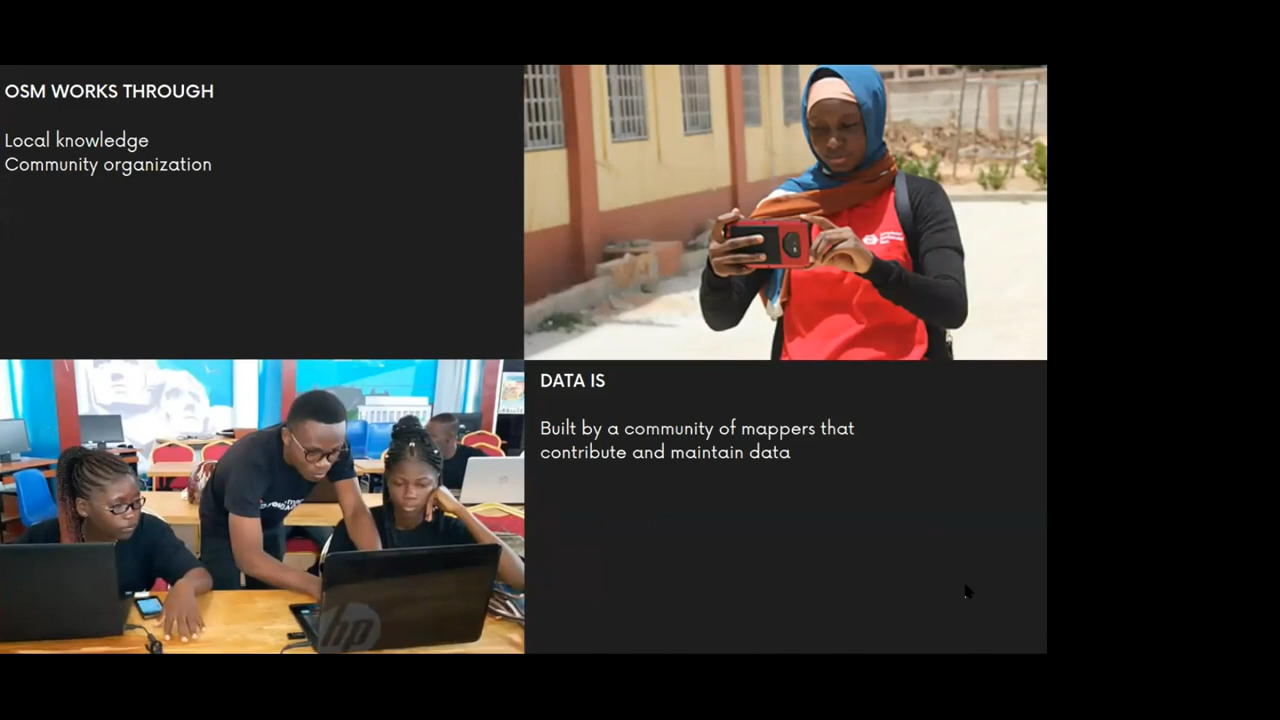 OSM WORKS THROUGH
Local knowledge
Community organization
DATA IS
Built by a community of mappers that
contribute and maintain data
hp